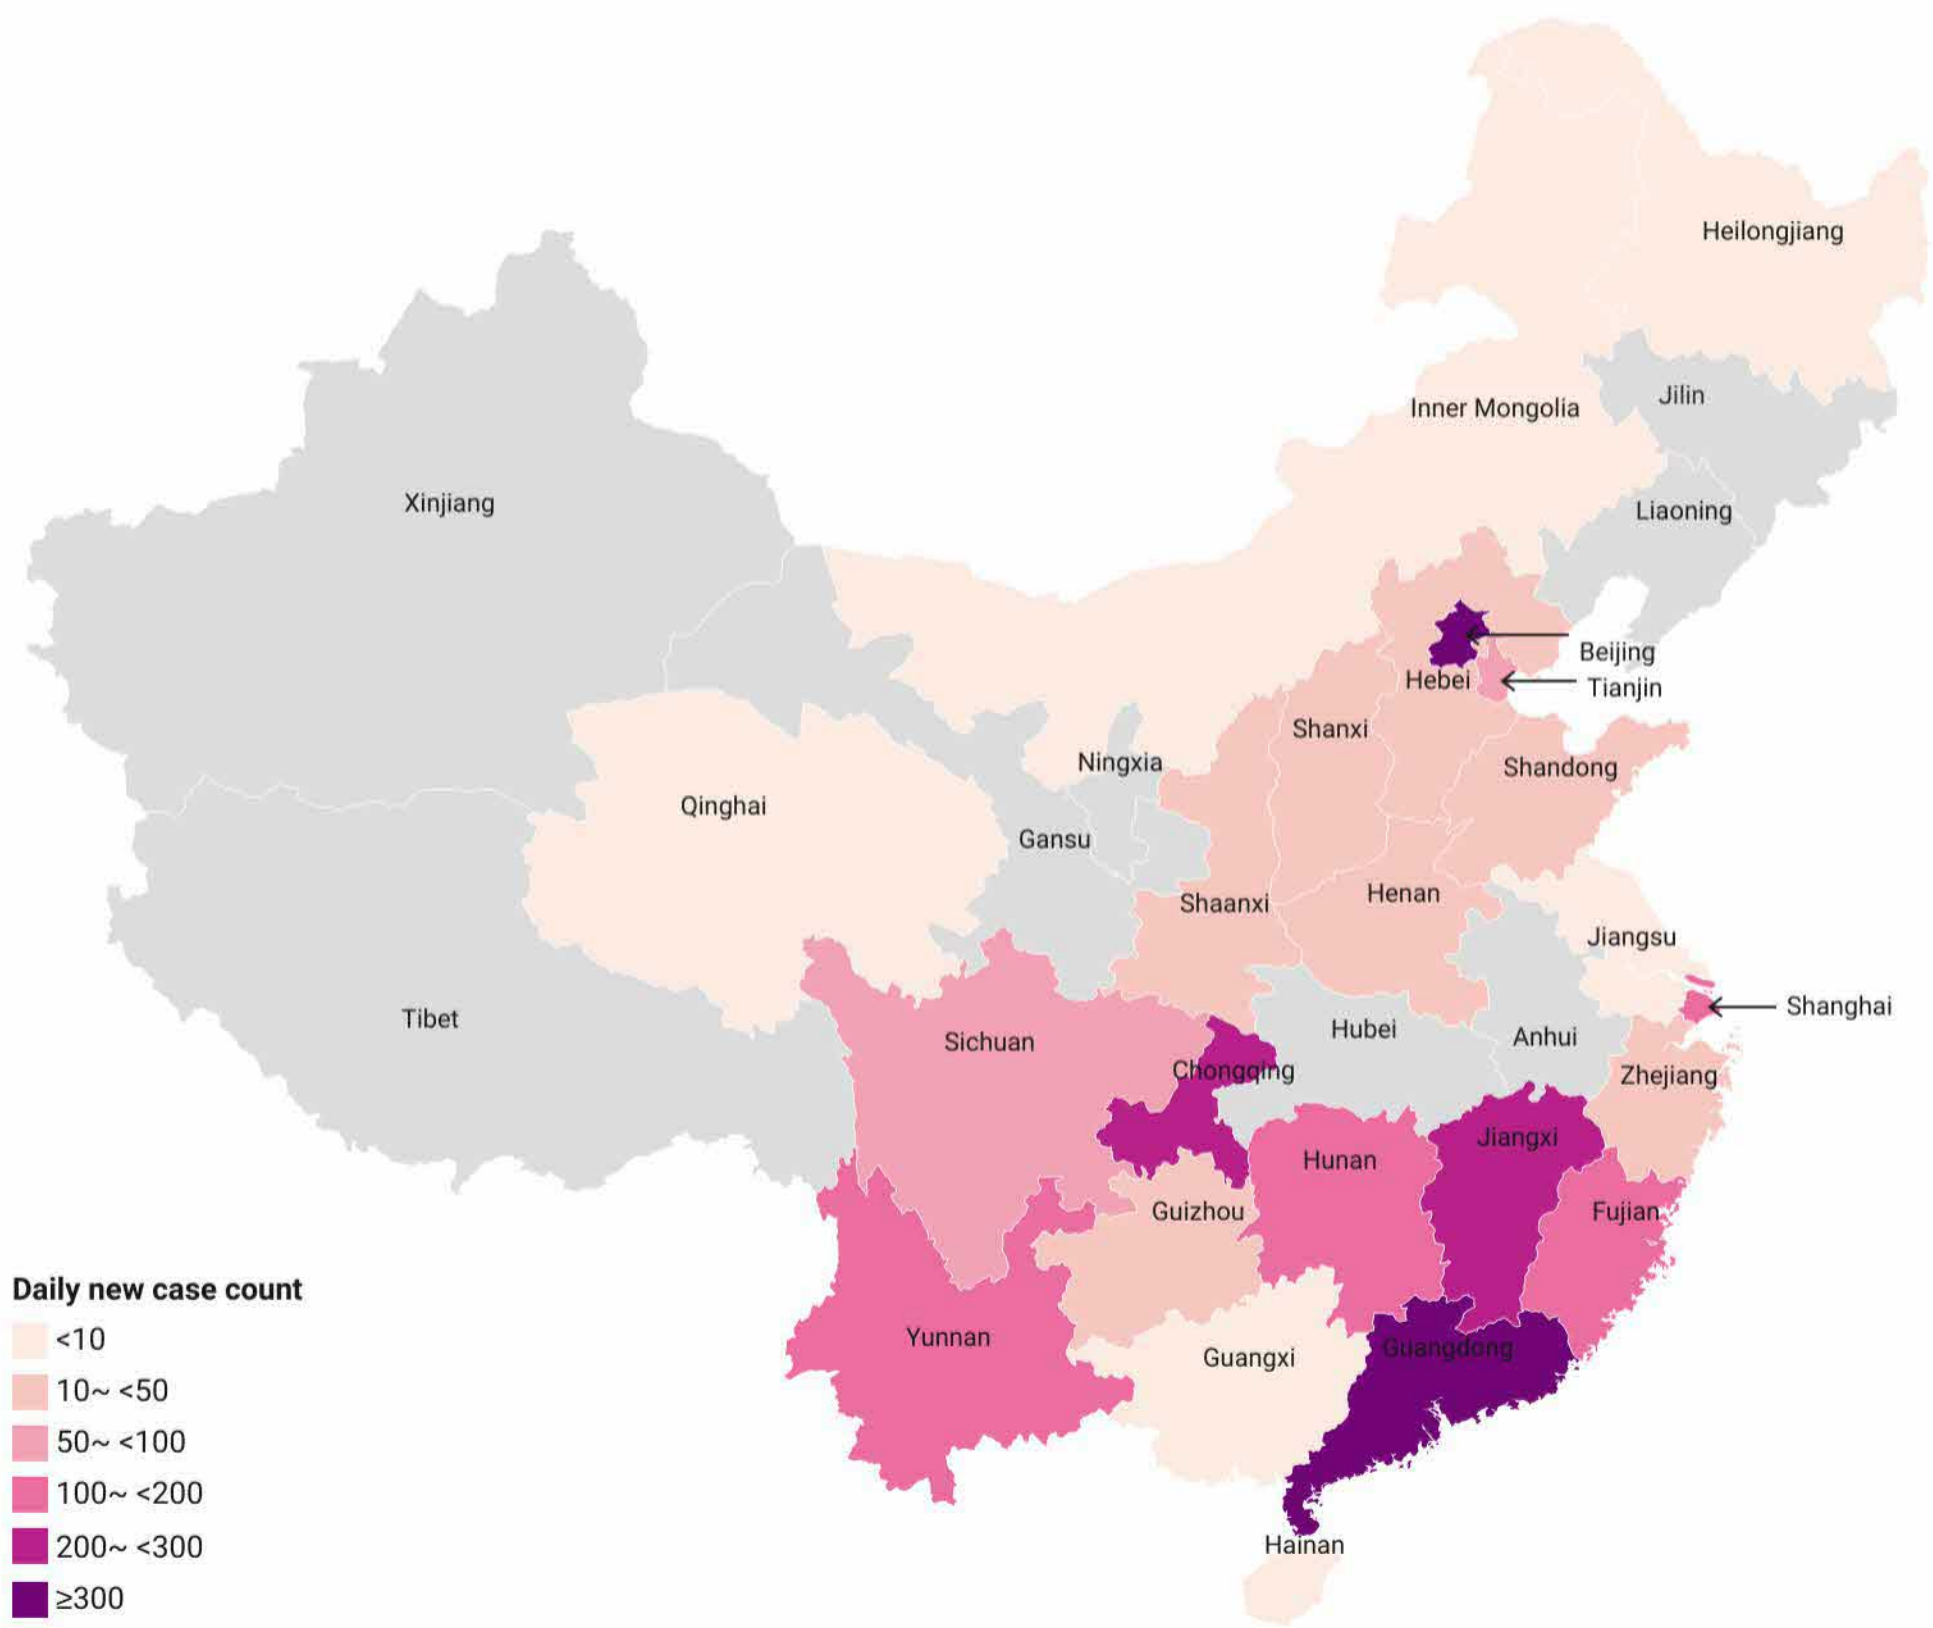 Heilongjiang
Jilin
Inner Mongolia
Xinjiang
Liaoning
Beijing
Hebei
Tianjin
Shanxi
Ningxia
Shandong
Qinghai
Gansu
Henan
Shaanxi
Jiangsu
Shanghai
Tibet
Hubei
Anhui
Sichuan
Chongqing
Zhejiang
Jiangxi
Hunan
Guizhou
Fujian
Daily new case count
<10
10~ <50
50~ <100
100~ <200
200~ <300
≥300
Yunnan
Guangdong
Guangxi
Hainan